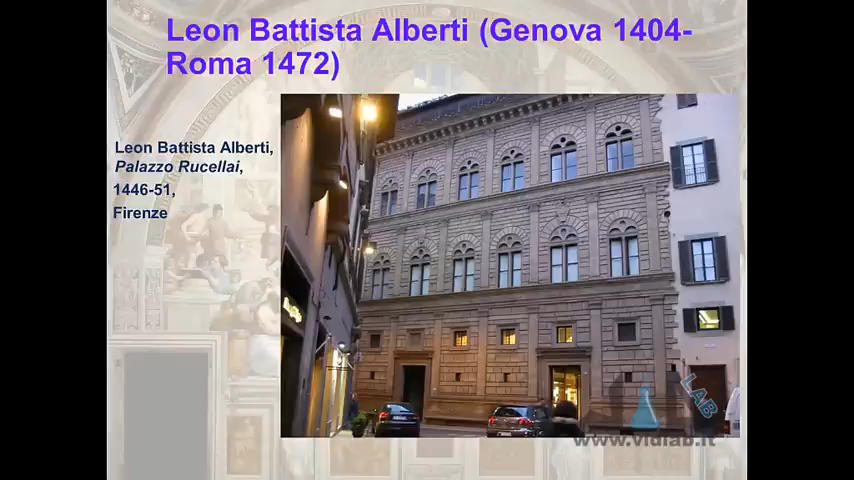 Leon Battista Alberti (Genova 1404-
Roma 1472)
Leon Battista Alberti,
Palazzo Rucellai,
1446-51,
Firenze
LAB
www.vidlab.it